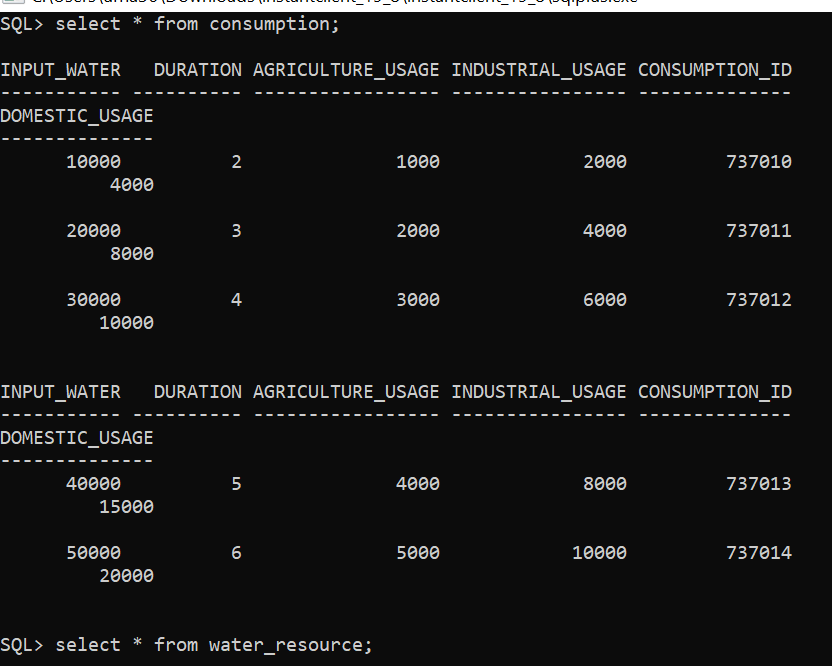 SQL> select * from consumption;
INPUT_WATER   DURATION AGRICULTURE_USAGE INDUSTRIAL_USAGE CONSUMPTION_ID
----------- ---------- ----------------- ---------------- --------------
DOMESTIC_USAGE
--------------
      10000          2              1000             2000         737010
          4000
      20000          3              2000             4000         737011
          8000
      30000          4              3000             6000         737012
         10000
INPUT_WATER   DURATION AGRICULTURE_USAGE INDUSTRIAL_USAGE CONSUMPTION_ID
----------- ---------- ----------------- ---------------- --------------
DOMESTIC_USAGE
--------------
      40000          5              4000             8000         737013
         15000
      50000          6              5000            10000         737014
         20000
SQL> select * from water_resource;